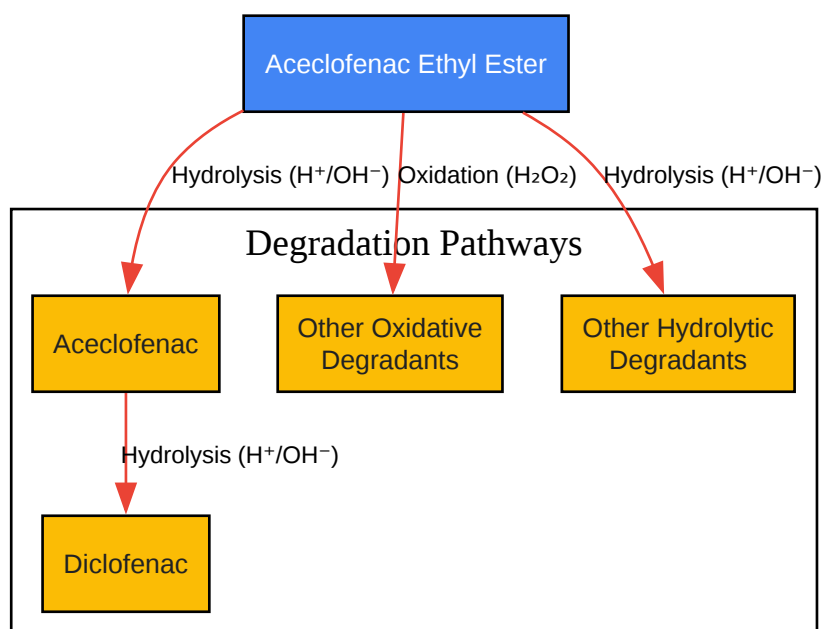 Aceclofenac Ethyl Ester
Hydrolysis (H⁺/OH⁻)
Oxidation (H₂O₂)
Hydrolysis (H⁺/OH⁻)
Degradation Pathways
Aceclofenac
Other Oxidative
Degradants
Other Hydrolytic
Degradants
Hydrolysis (H⁺/OH⁻)
Diclofenac